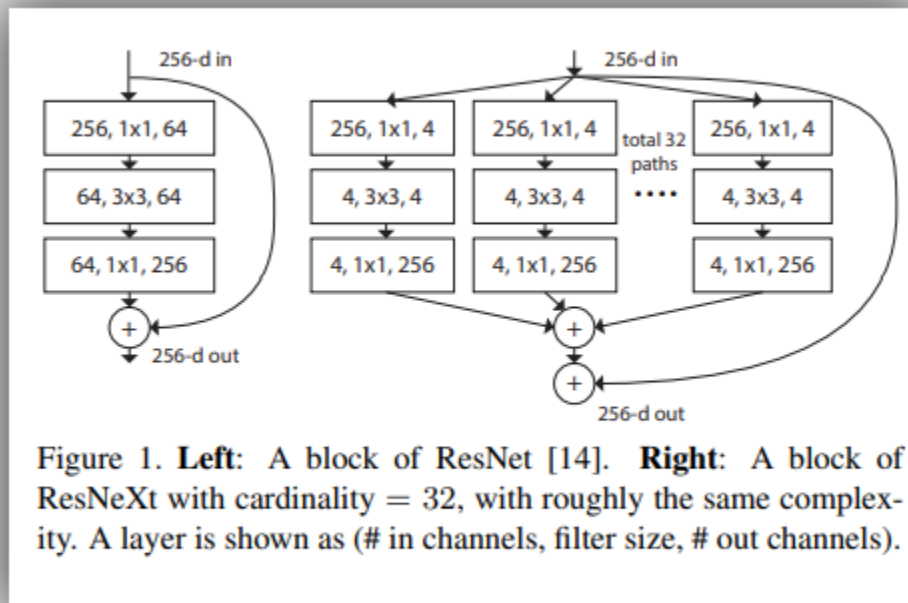 256-d in
256, 1x1, 64
64, 3x3, 64
64, 1x1, 256
+
256-d out
256-d in
256, 1x1, 4
256, 1x1, 4
total 32
paths
....
256, 1x1, 4
4, 3x3, 4
4, 3x3, 4
4, 3x3, 4
4, 1x1, 256
4, 1x1, 256
4, 1x1, 256
+
+
256-d out
Figure 1. Left: A block of ResNet [14]. Right: A block of
ResNeXt with cardinality = 32, with roughly the same complex-
ity. A layer is shown as (# in channels, filter size, # out channels).